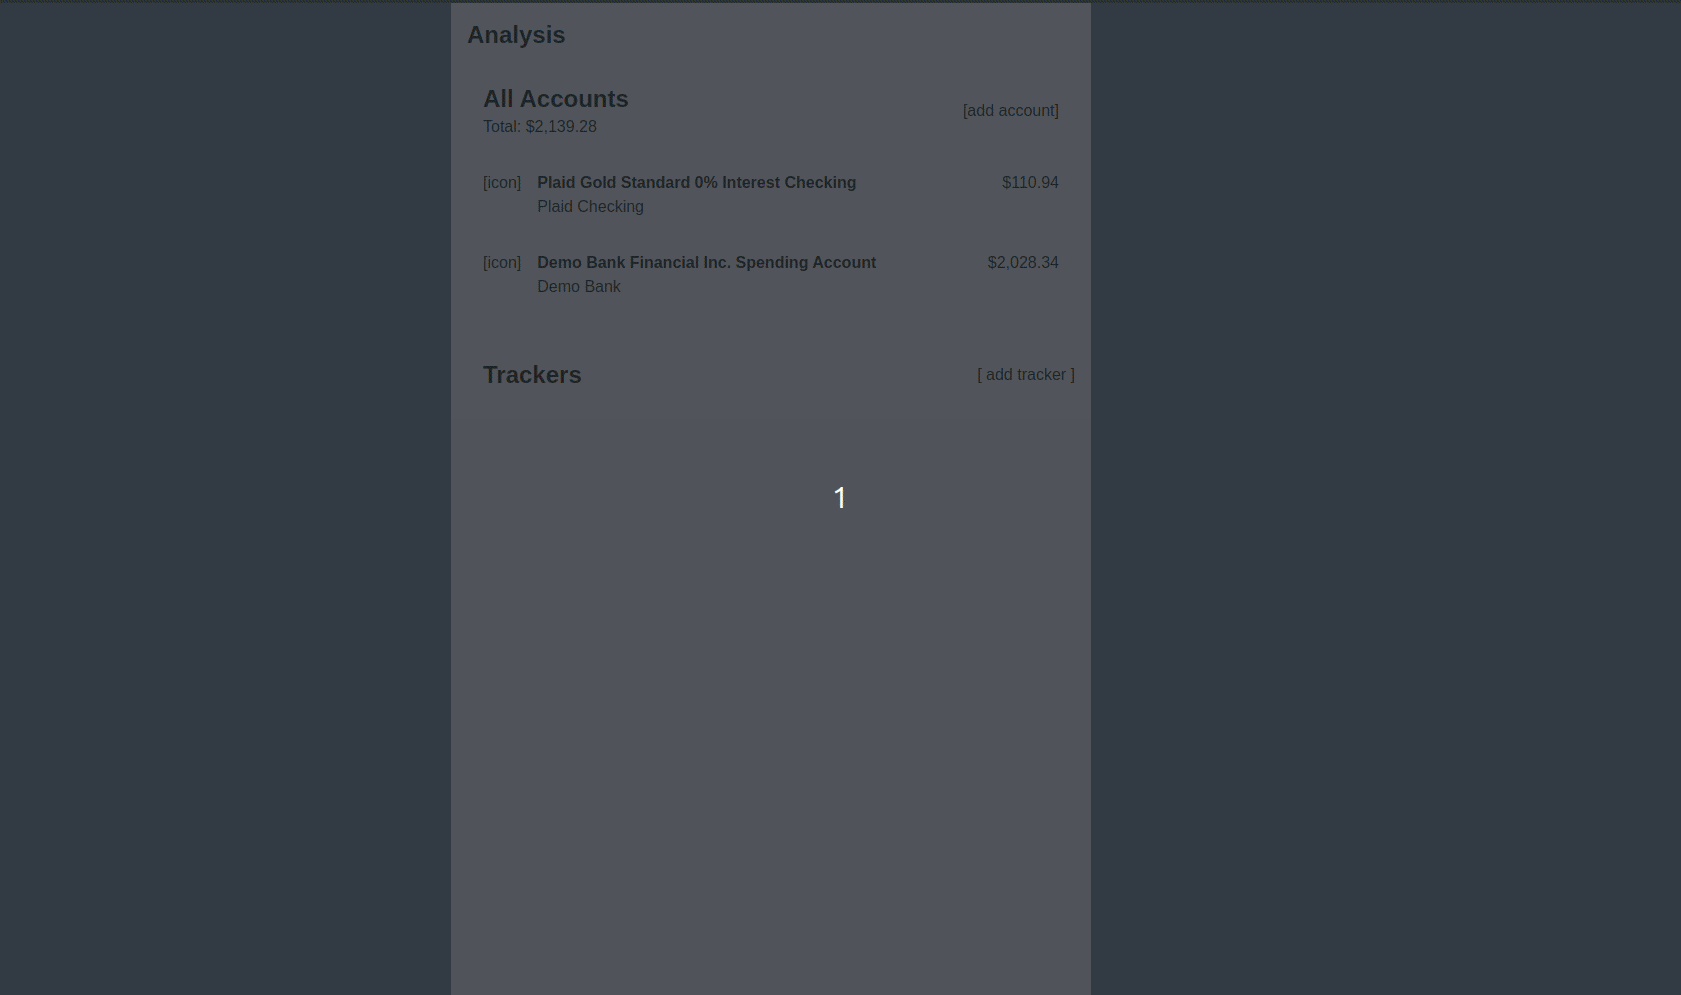 Analysis
All Accounts
Total: $2,139.28
[add account]
[icon] Plaid Gold Standard 0% Interest Checking $110.94
Plaid Checking
[icon] Demo Bank Financial Inc. Spending Account $2,028.34
Demo Bank
Trackers [ add tracker ]
1